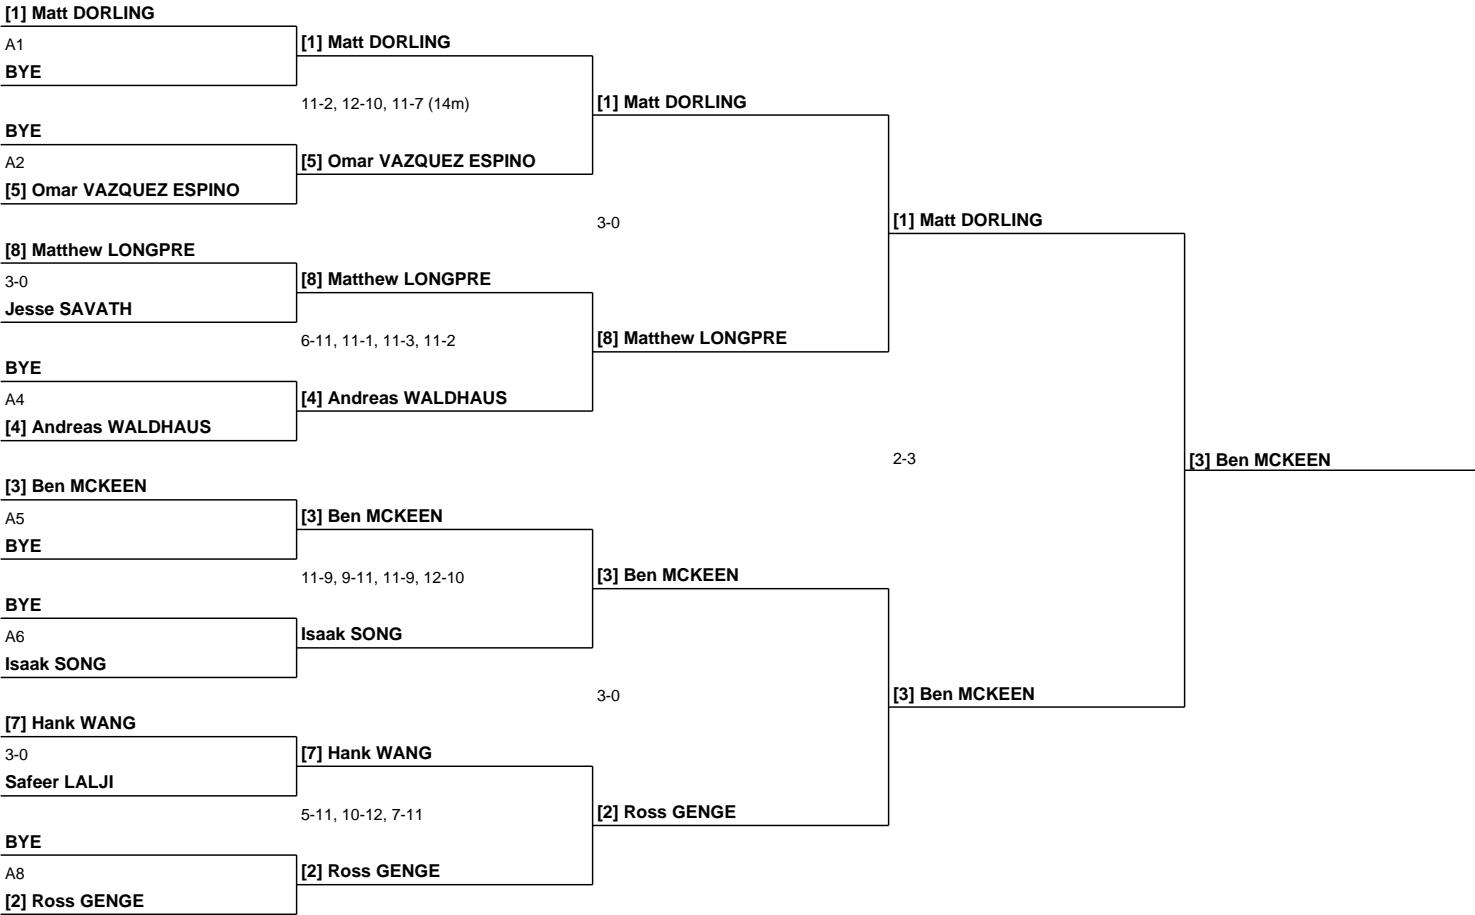 [1] Matt DORLING
A1
BYE
BYE
A2
[5] Omar VAZQUEZ ESPINO
[8] Matthew LONGPRE
3-0
Jesse SAVATH
BYE
A4
[4] Andreas WALDHAUS
[3] Ben MCKEEN
A5
BYE
BYE
A6
Isaak SONG
[7] Hank WANG
3-0
Safeer LALJI
BYE
A8
[2] Ross GENGE
[1] Matt DORLING
11-2, 12-10, 11-7 (14m)
[5] Omar VAZQUEZ ESPINO
[8] Matthew LONGPRE
6-11, 11-1, 11-3, 11-2
[4] Andreas WALDHAUS
[3] Ben MCKEEN
11-9, 9-11, 11-9, 12-10
Isaak SONG
[7] Hank WANG
5-11, 10-12, 7-11
[2] Ross GENGE
[1] Matt DORLING
3-0
[8] Matthew LONGPRE
[3] Ben MCKEEN
3-0
[2] Ross GENGE
[1] Matt DORLING
2-3
[3] Ben MCKEEN
[3] Ben MCKEEN